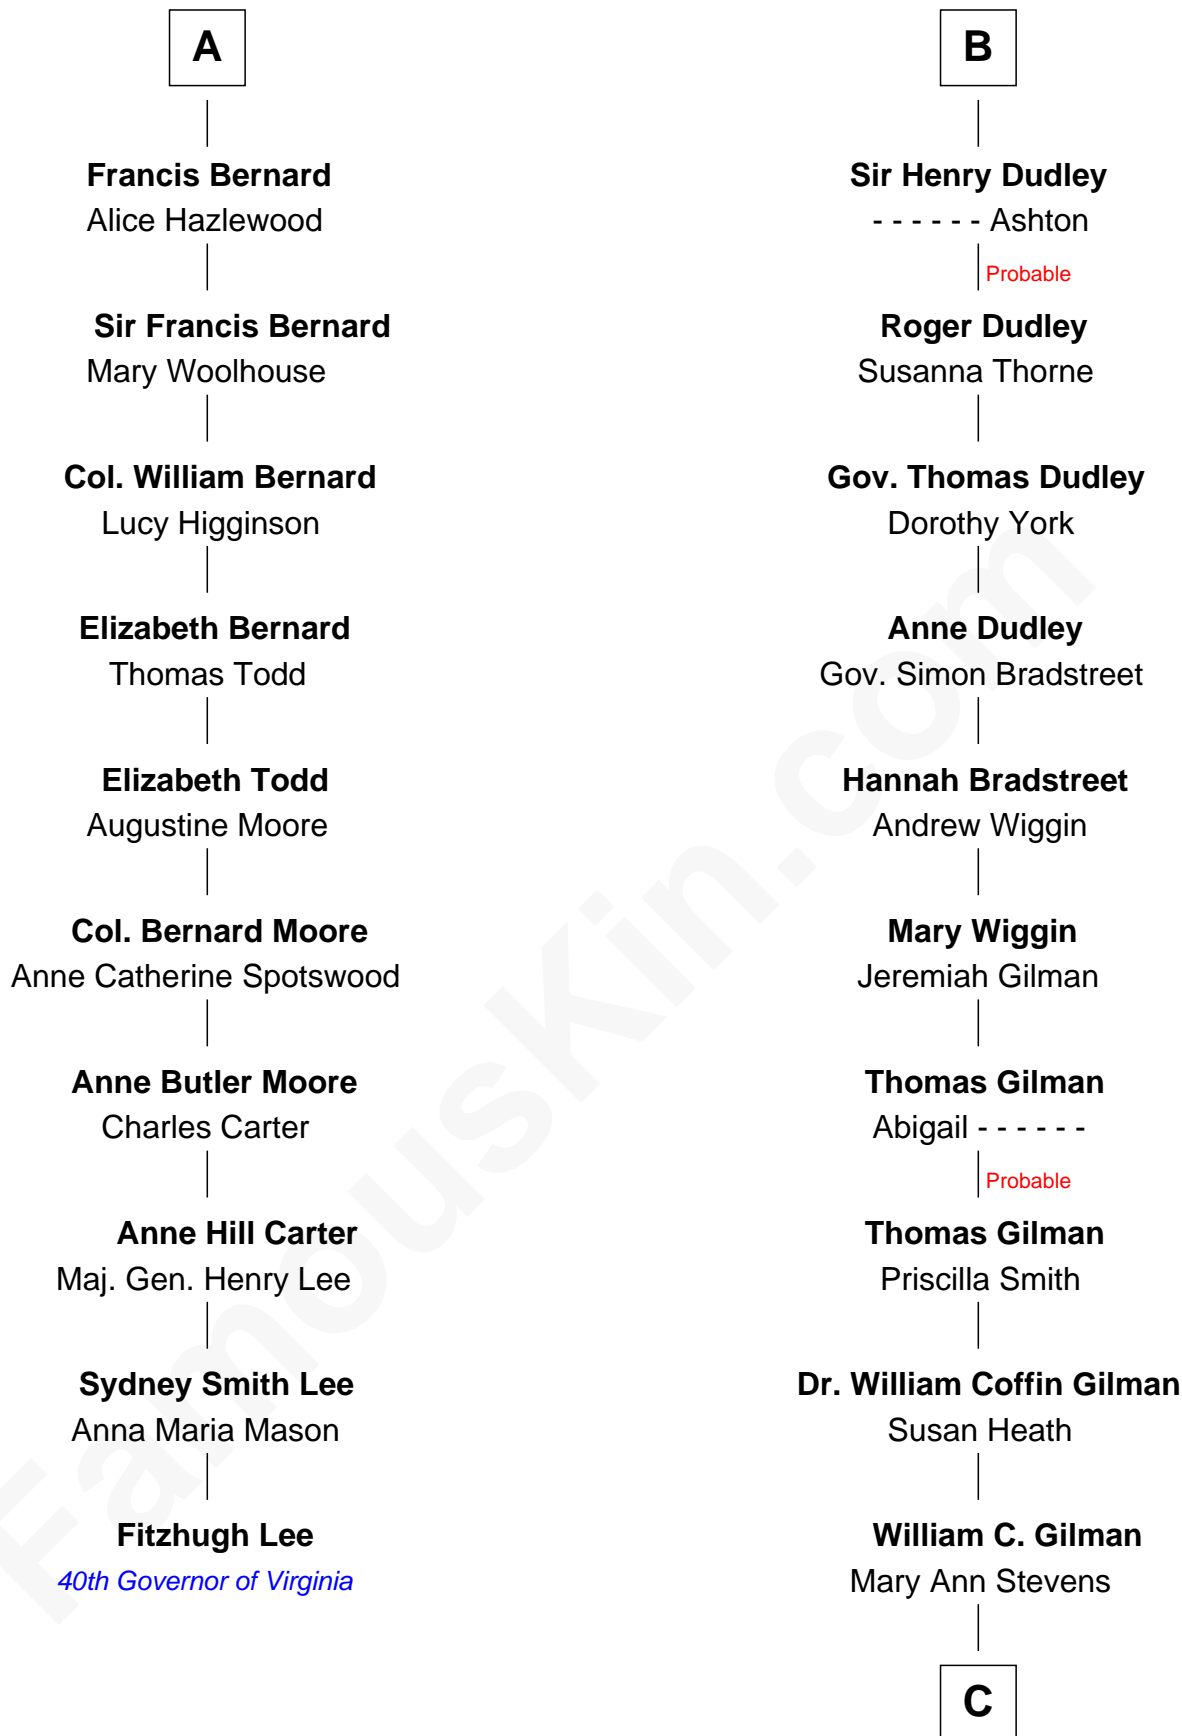 A
Francis Bernard
Alice Hazlewood
Sir Francis Bernard
Mary Woolhouse
Col. William Bernard
Lucy Higginson
Elizabeth Bernard
Thomas Todd
Elizabeth Todd
Augustine Moore
Col. Bernard Moore
Anne Catherine Spotswood
Anne Butler Moore
Charles Carter
Anne Hill Carter
Maj. Gen. Henry Lee
Sydney Smith Lee
Anna Maria Mason
Fitzhugh Lee
40th Governor of Virginia
B
Sir Henry Dudley
- - - - - - Ashton
Probable
Roger Dudley
Susanna Thorne
Gov. Thomas Dudley
Dorothy York
Anne Dudley
Gov. Simon Bradstreet
Hannah Bradstreet
Andrew Wiggin
Mary Wiggin
Jeremiah Gilman
Thomas Gilman
Abigail - - - - - -
Probable
Thomas Gilman
Priscilla Smith
Dr. William Coffin Gilman
Susan Heath
William C. Gilman
Mary Ann Stevens
C
FamousKin.com